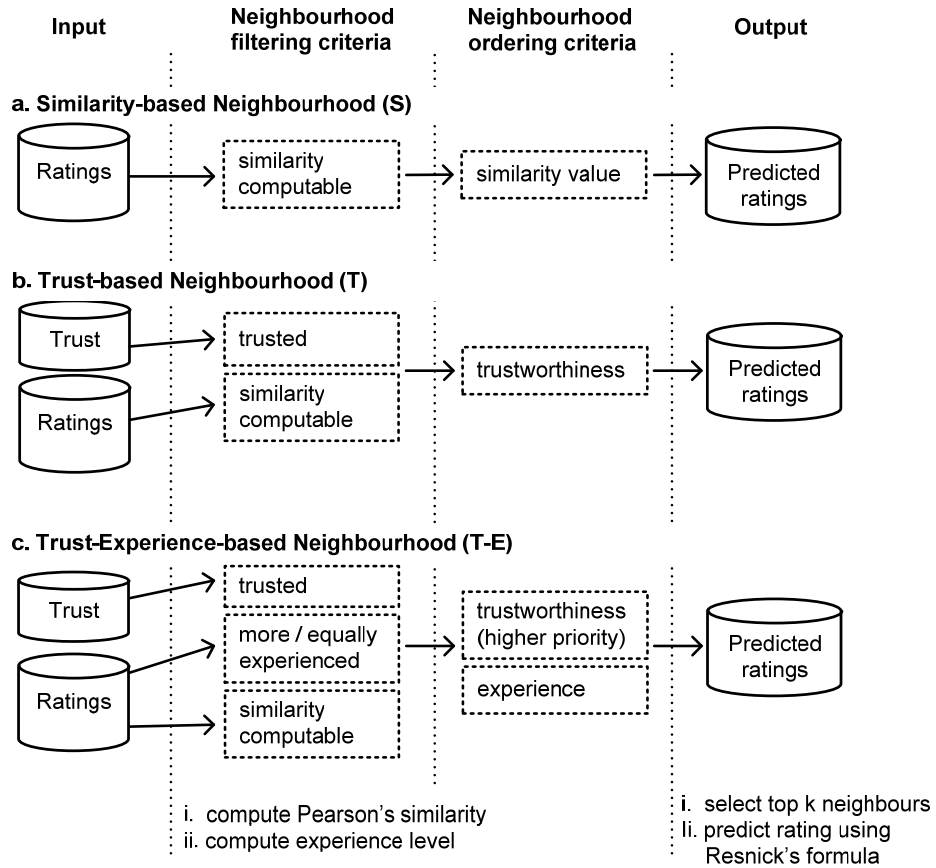 Input
Neighbourhood
filtering criteria
Neighbourhood
ordering criteria
Output
a. Similarity-based Neighbourhood (S)
Ratings
similarity
computable
similarity value
Predicted
ratings
b. Trust-based Neighbourhood (T)
Trust
Ratings
trusted
similarity
computable
trustworthiness
Predicted
ratings
c. Trust-Experience-based Neighbourhood (T-E)
Trust
Ratings
trusted
more / equally
experienced
similarity
computable
trustworthiness
(higher priority)
experience
Predicted
ratings
i. compute Pearson's similarity
ii. compute experience level
i. select top k neighbours
Ii. predict rating using
Resnick's formula